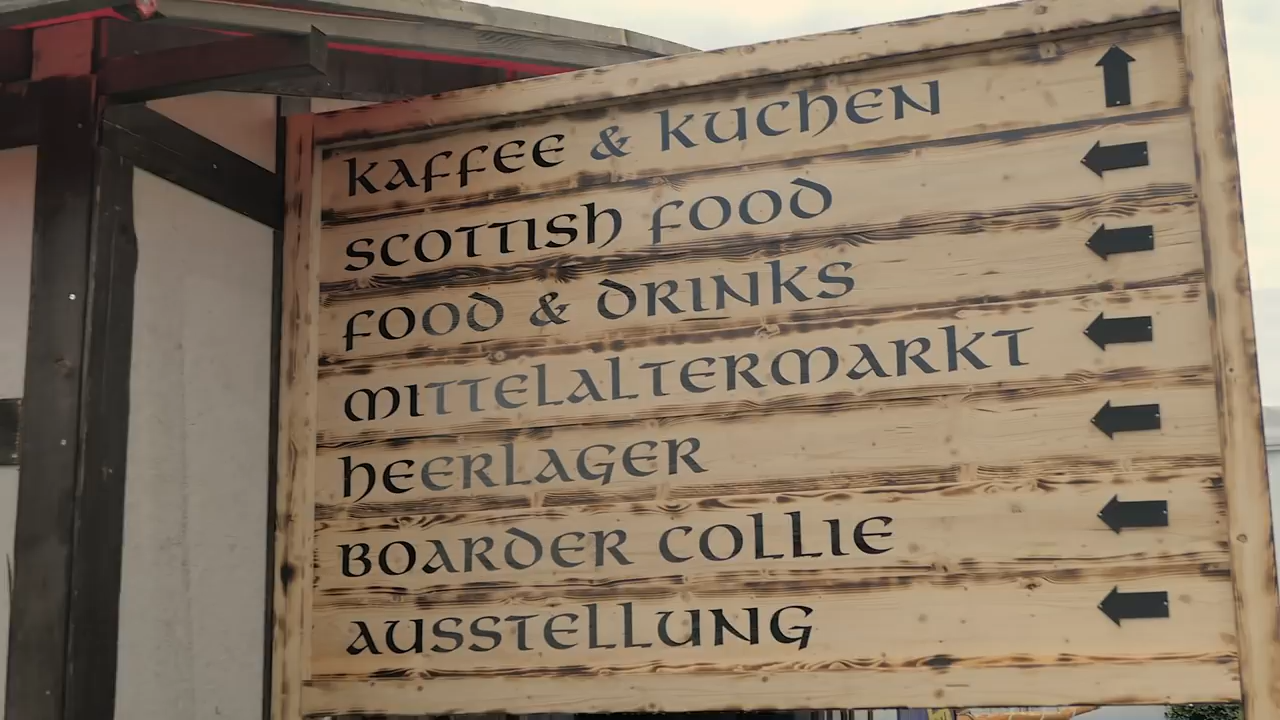 KAFFEE & KUCHEN
SCOTTISH FOOD
FOOD & DRINKS
MITTELALTERMARKT
HEERLAGER
BOARDER COLLIE
AUSSTELLUNG